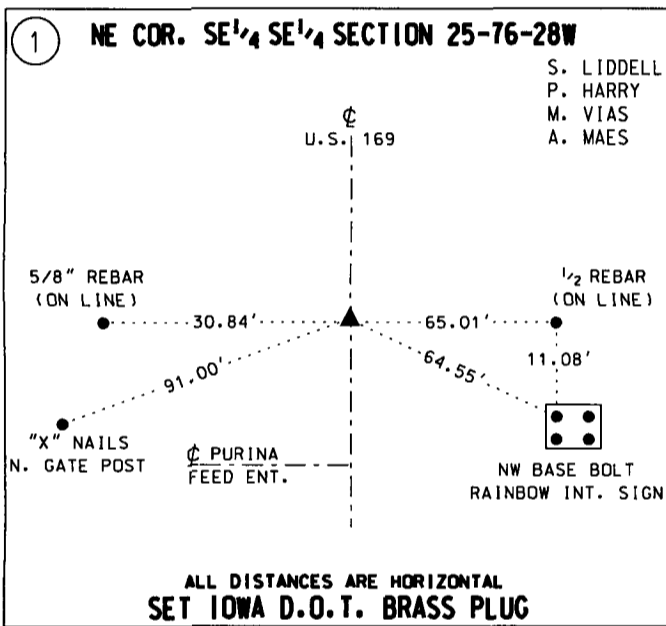 1 NE COR. SE1/4 SE1/4 SECTION 25-76-28W
S. LIDDELL
P. HARRY
M. VIAS
A. MAES
℄
U.S. 169
5/8" REBAR
(ON LINE)
1/2 REBAR
(ON LINE)
30.84'
65.01'
91.00'
64.55'
11.08'
"X" NAILS
N. GATE POST
℄ PURINA
FEED ENT.
NW BASE BOLT
RAINBOW INT. SIGN
ALL DISTANCES ARE HORIZONTAL
SET IOWA D.O.T. BRASS PLUG